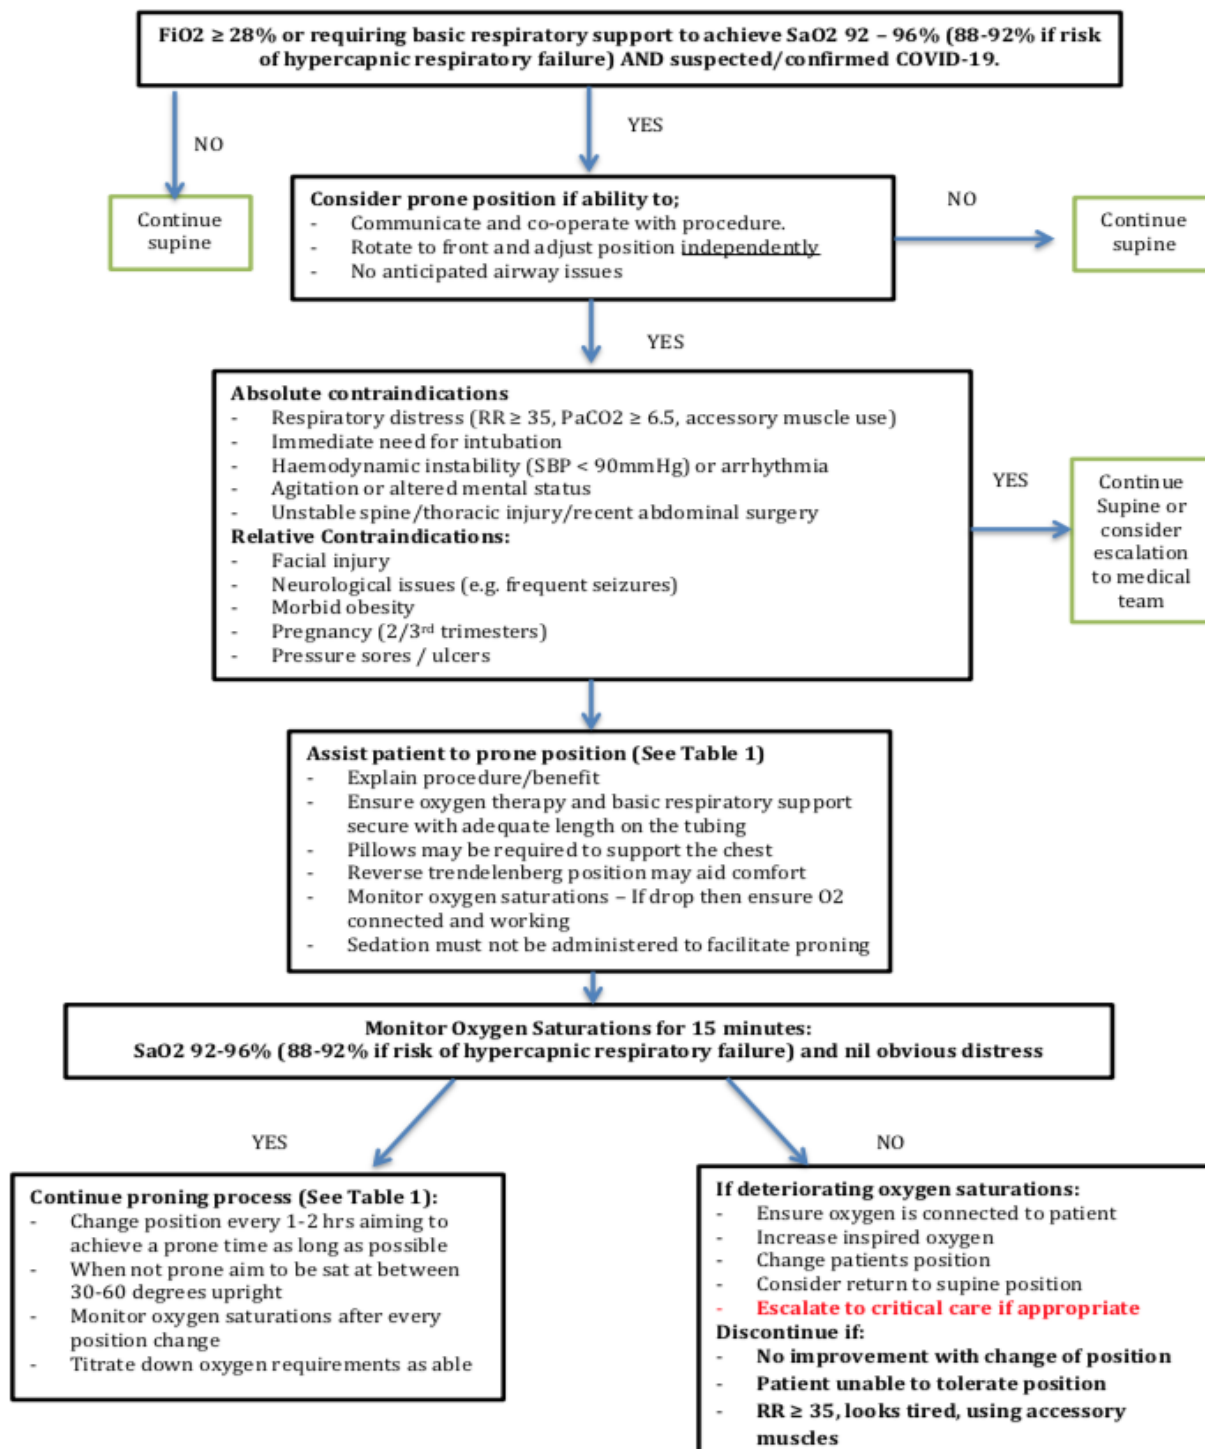 FiO2 ≥ 28% or requiring basic respiratory support to achieve SaO2 92 – 96% (88-92% if risk
of hypercapnic respiratory failure) AND suspected/confirmed COVID-19.
NO
YES
Continue
supine
Consider prone position if ability to;
- Communicate and co-operate with procedure.
- Rotate to front and adjust position independently
- No anticipated airway issues
NO
Continue
supine
YES
Absolute contraindications
- Respiratory distress (RR ≥ 35, PaCO2 ≥ 6.5, accessory muscle use)
- Immediate need for intubation
- Haemodynamic instability (SBP < 90mmHg) or arrhythmia
- Agitation or altered mental status
- Unstable spine/thoracic injury/recent abdominal surgery
Relative Contraindications:
- Facial injury
- Neurological issues (e.g. frequent seizures)
- Morbid obesity
- Pregnancy (2/3rd trimesters)
- Pressure sores / ulcers
YES
Continue
Supine or
consider
escalation
to medical
team
Assist patient to prone position (See Table 1)
- Explain procedure/benefit
- Ensure oxygen therapy and basic respiratory support
secure with adequate length on the tubing
- Pillows may be required to support the chest
- Reverse trendelenberg position may aid comfort
- Monitor oxygen saturations – If drop then ensure O2
connected and working
- Sedation must not be administered to facilitate proning
Monitor Oxygen Saturations for 15 minutes:
SaO2 92-96% (88-92% if risk of hypercapnic respiratory failure) and nil obvious distress
YES
NO
Continue proning process (See Table 1):
- Change position every 1-2 hrs aiming to
achieve a prone time as long as possible
- When not prone aim to be sat at between
30-60 degrees upright
- Monitor oxygen saturations after every
position change
- Titrate down oxygen requirements as able
If deteriorating oxygen saturations:
- Ensure oxygen is connected to patient
- Increase inspired oxygen
- Change patients position
- Consider return to supine position
- Escalate to critical care if appropriate
Discontinue if:
- No improvement with change of position
- Patient unable to tolerate position
- RR ≥ 35, looks tired, using accessory
muscles